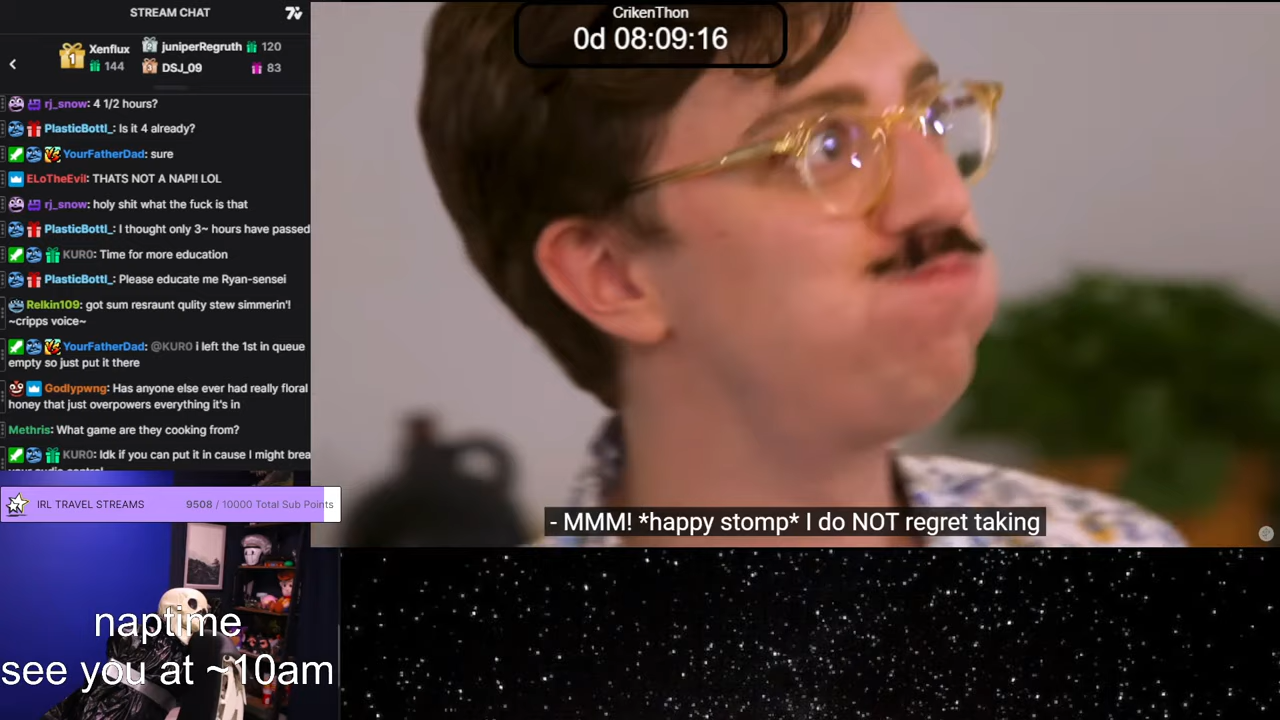 STREAM CHAT
Xenflux
144
juniperRegruth 120
DSJ_09 83
rj_snow: 4 1/2 hours?
PlasticBottl_: Is it 4 already?
YourFatherDad: sure
ELoTheEvil: THATS NOT A NAP!! LOL
rj_snow: holy shit what the fuck is that
PlasticBottl_: I thought only 3~ hours have passed
KUR0: Time for more education
PlasticBottl_: Please educate me Ryan-sensei
Relkin109: got sum resraunt qulity stew simmerin!
~cripps voice~
YourFatherDad: @KUR0 i left the 1st in queue
empty so just put it there
Godlypwng: Has anyone else ever had really floral
honey that just overpowers everything it's in
Methris: What game are they cooking from?
KUR0: Idk if you can put it in cause I might brea
IRL TRAVEL STREAMS 9508 / 10000 Total Sub Points
naptime
see you at ~10am
CrikenThon
0d 08:09:16
- MMM! *happy stomp* I do NOT regret taking